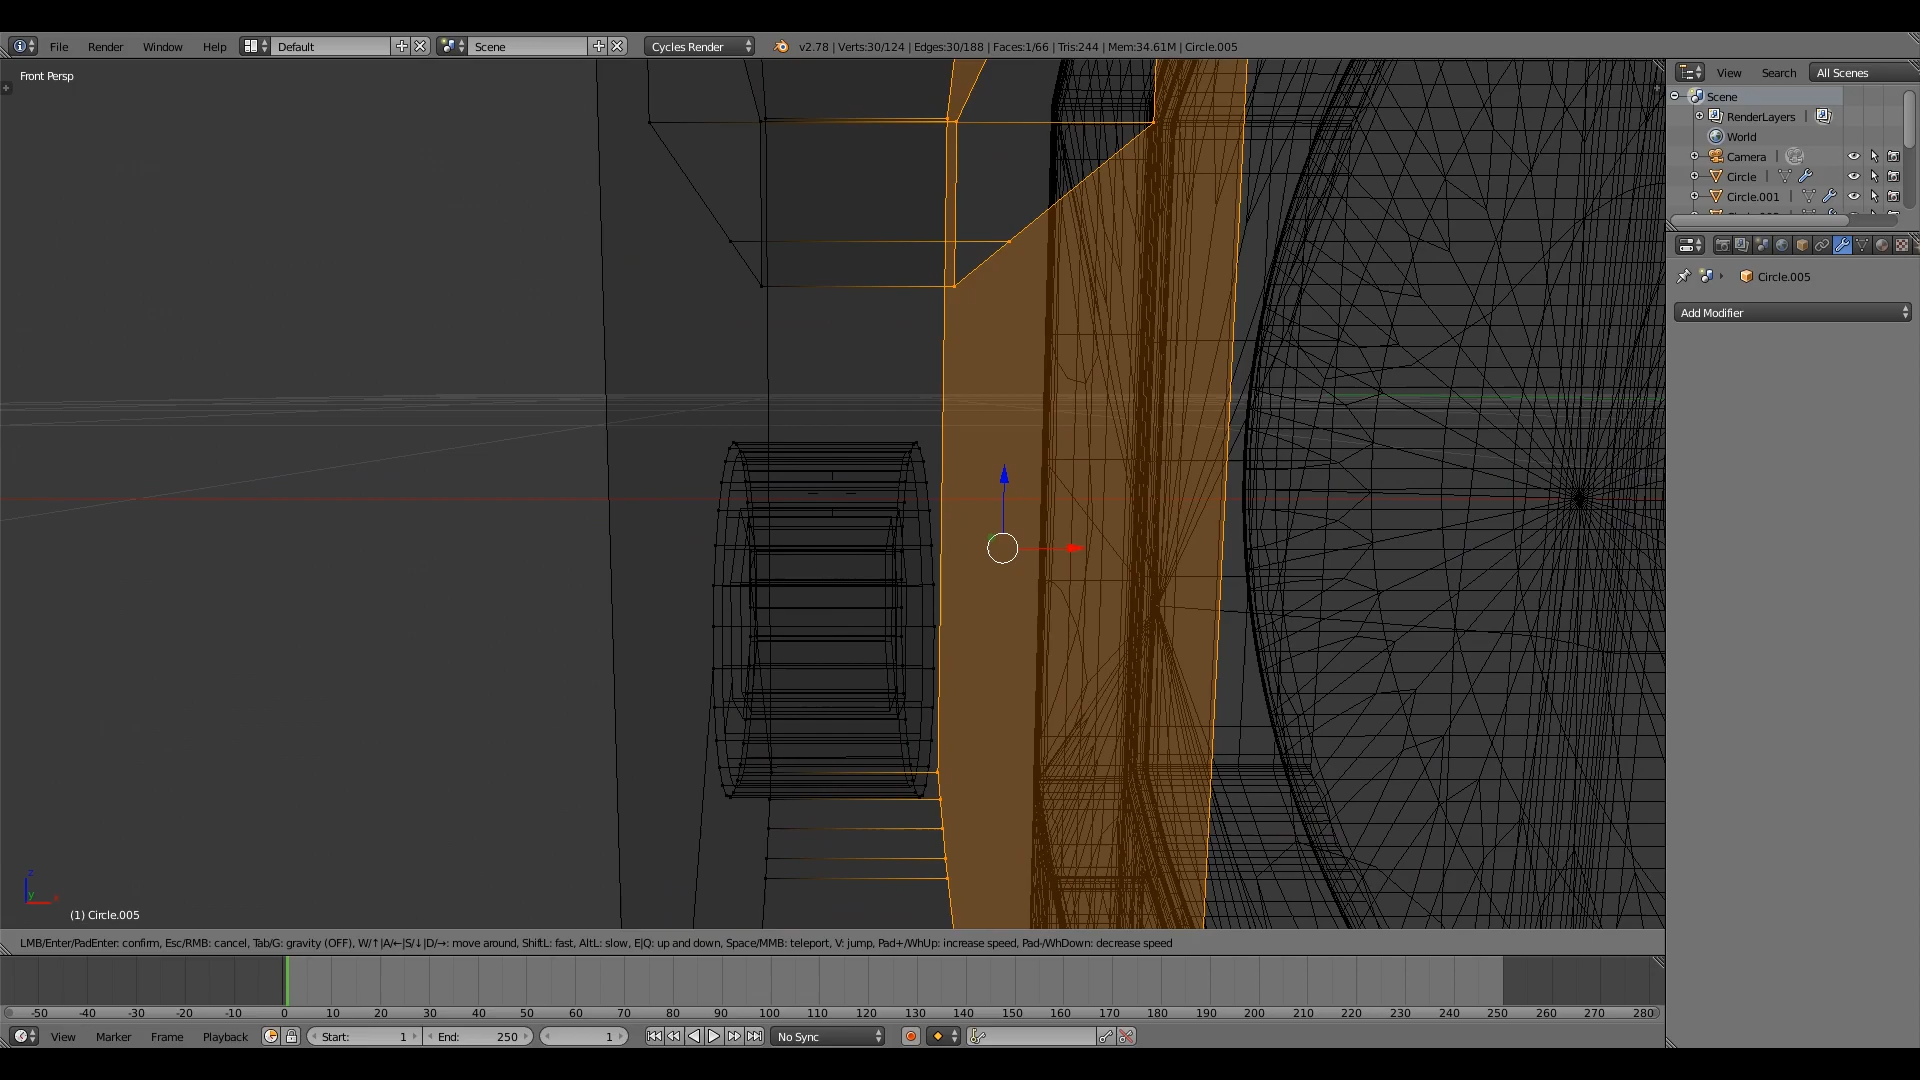 File Render Window Help Default Scene Cycles Render v2.78 | Verts:30/124 | Edges:30/188 | Faces:1/66 | Tris:244 | Mem:34.61M | Circle.005
Front Persp
View Search All Scenes
Scene
RenderLayers
World
Camera
Circle
Circle.001
Circle.005
Add Modifier
(1) Circle.005
LMB/Enter/PadEnter: confirm, Esc/RMB: cancel, Tab/G: gravity (OFF), W/↑|A/←|S/↓|D/→: move around, ShiftL: fast, AltL: slow, E|Q: up and down, Space/MMB: teleport, V: jump, Pad+/WhUp: increase speed, Pad-/WhDown: decrease speed
-50 -40 -30 -20 -10 0 10 20 30 40 50 60 70 80 90 100 110 120 130 140 150 160 170 180 190 200 210 220 230 240 250 260 270 280
View Marker Frame Playback Start: 1 End: 250 1 No Sync